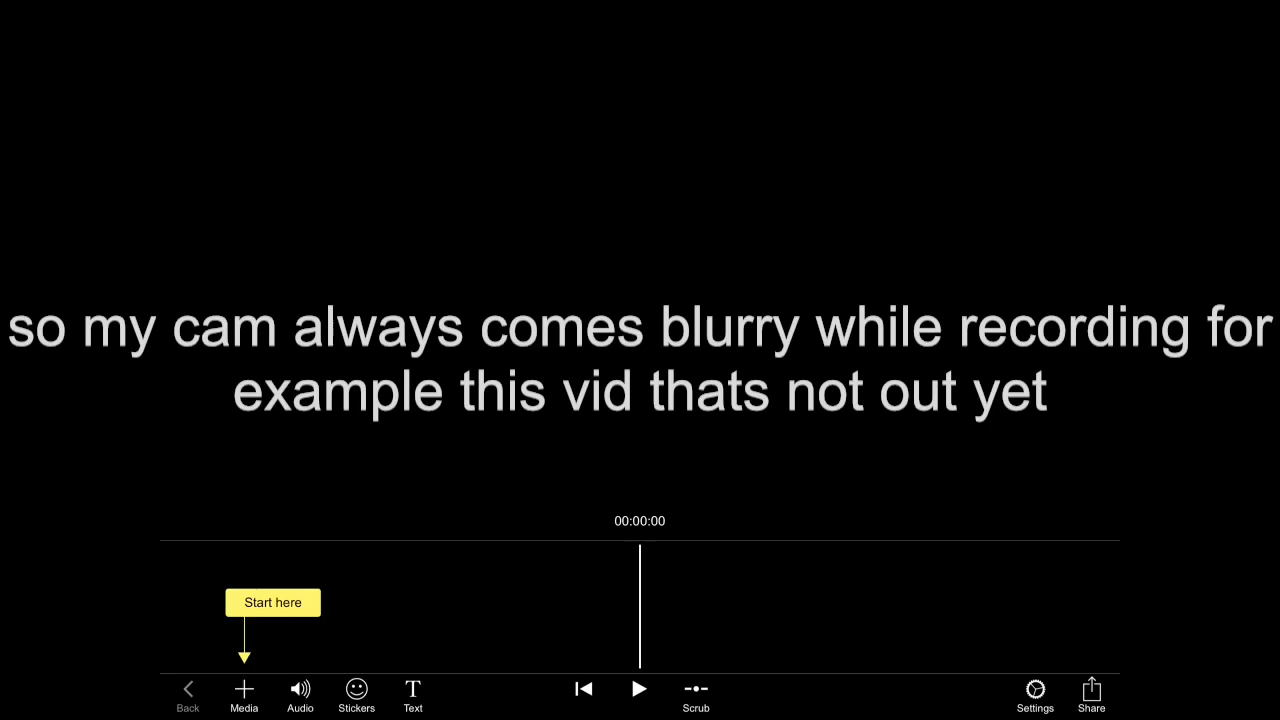 so my cam always comes blurry while recording for
example this vid thats not out yet
00:00:00
Start here
Back Media Audio Stickers Text Scrub Settings Share